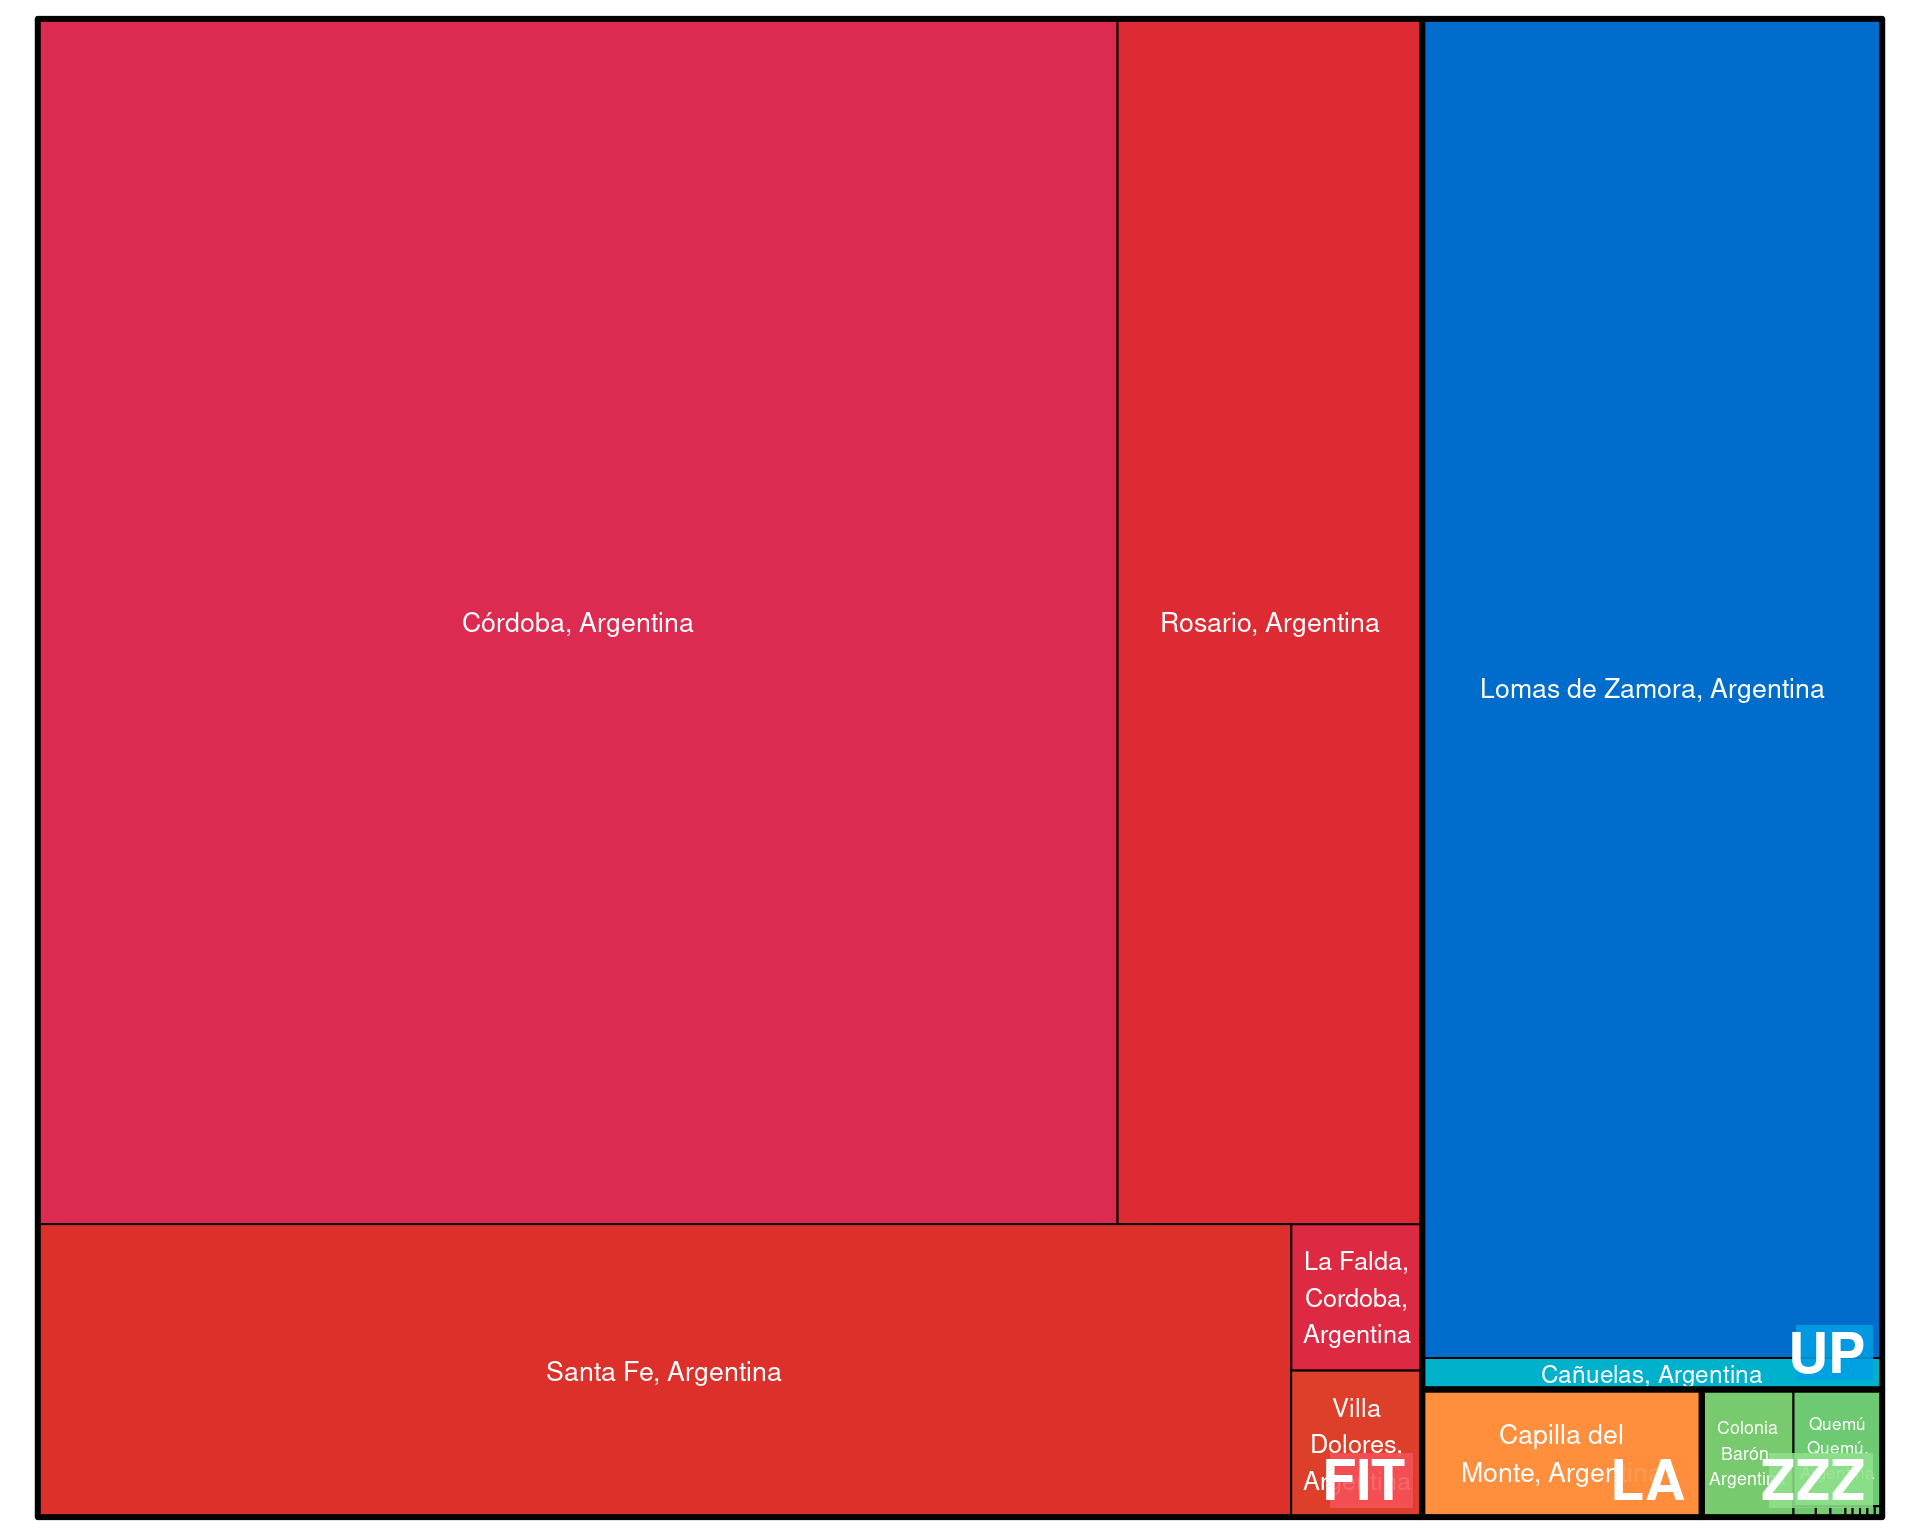 Córdoba, Argentina
Rosario, Argentina
Lomas de Zamora, Argentina
Santa Fe, Argentina
La Falda,
Cordoba,
Argentina
Villa
Dolores.
Argentina
FIT
UP
Cañuelas, Argentina
Capilla del
Monte, Argentina
LA
Colonia
Barón,
Argentina
Quemú
Quemú,
Argentina
ZZZ